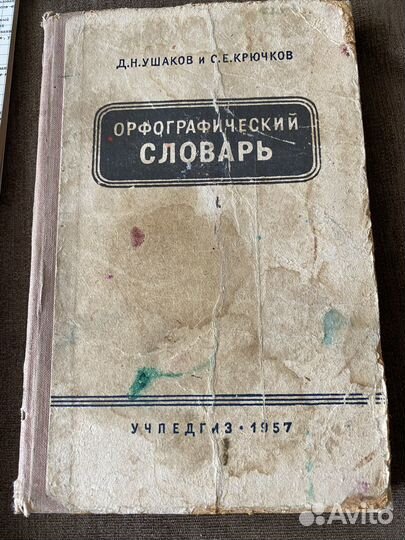 Д.Н.УШАКОВ И С.Е.КРЮЧКОВ
ОРФОГРАФИЧЕСКИЙ
СЛОВАРЬ
УЧПЕДГИЗ • 1957
Avito